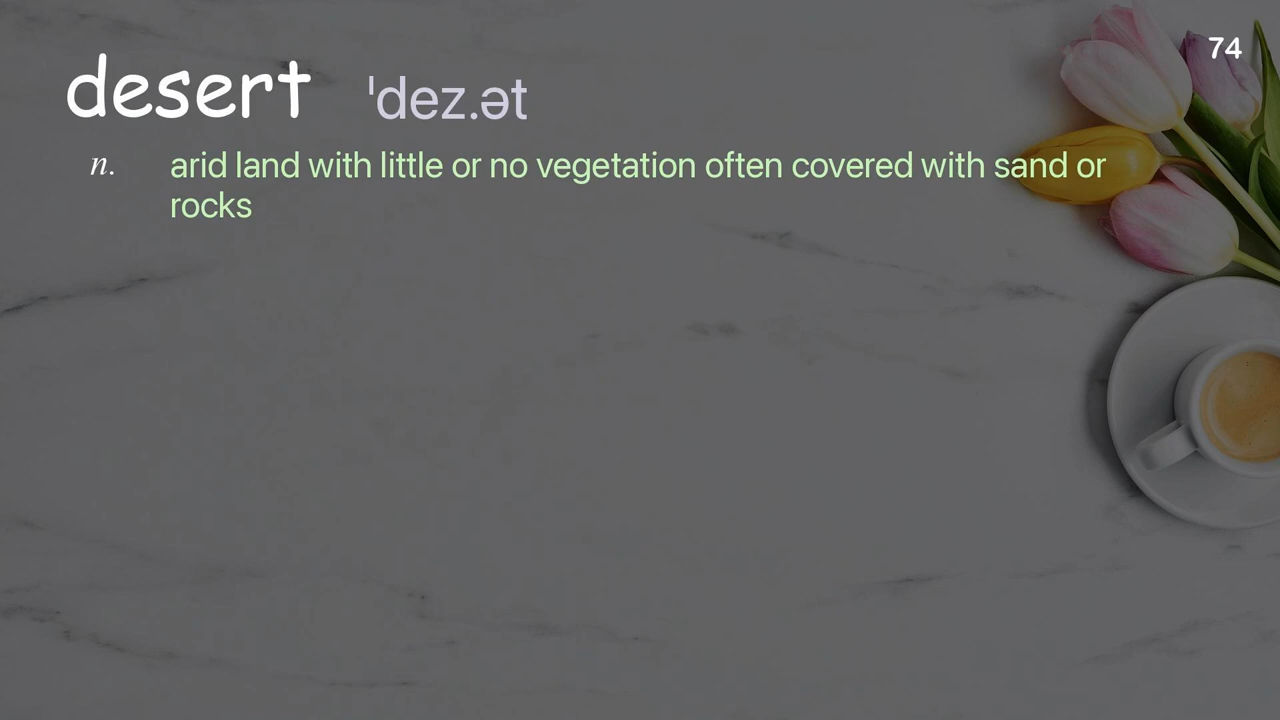 74
desert ˈdez.ət
n. arid land with little or no vegetation often covered with sand or
rocks